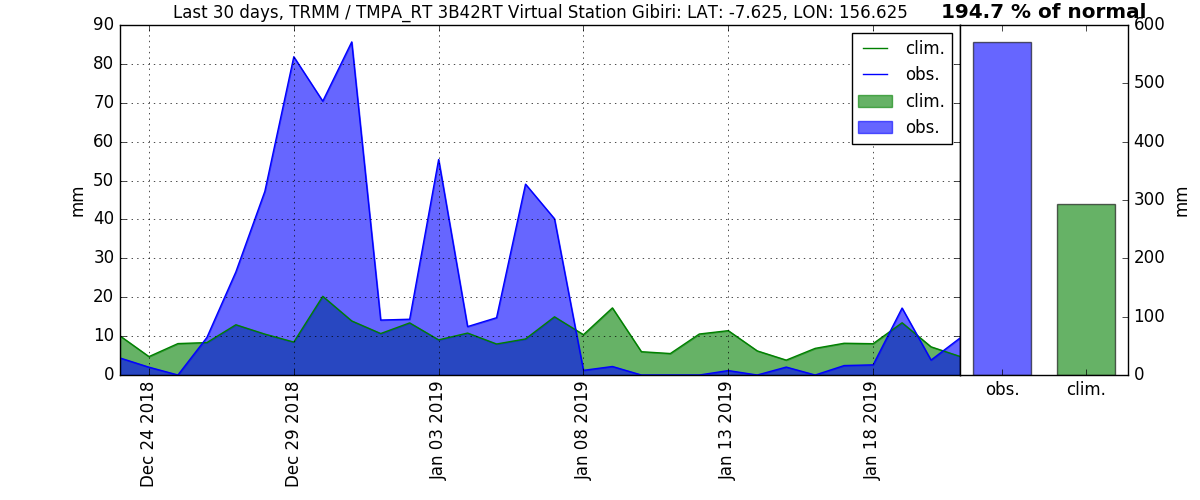 Last 30 days, TRMM / TMPA_RT 3B42RT Virtual Station Gibiri: LAT: -7.625, LON: 156.625
194.7 % of normal
90
80
70
60
50
40
30
20
10
0
mm
clim.
obs.
clim.
obs.
Dec 24 2018
Dec 29 2018
Jan 03 2019
Jan 08 2019
Jan 13 2019
Jan 18 2019
600
500
400
300
200
100
0
mm
obs.
clim.